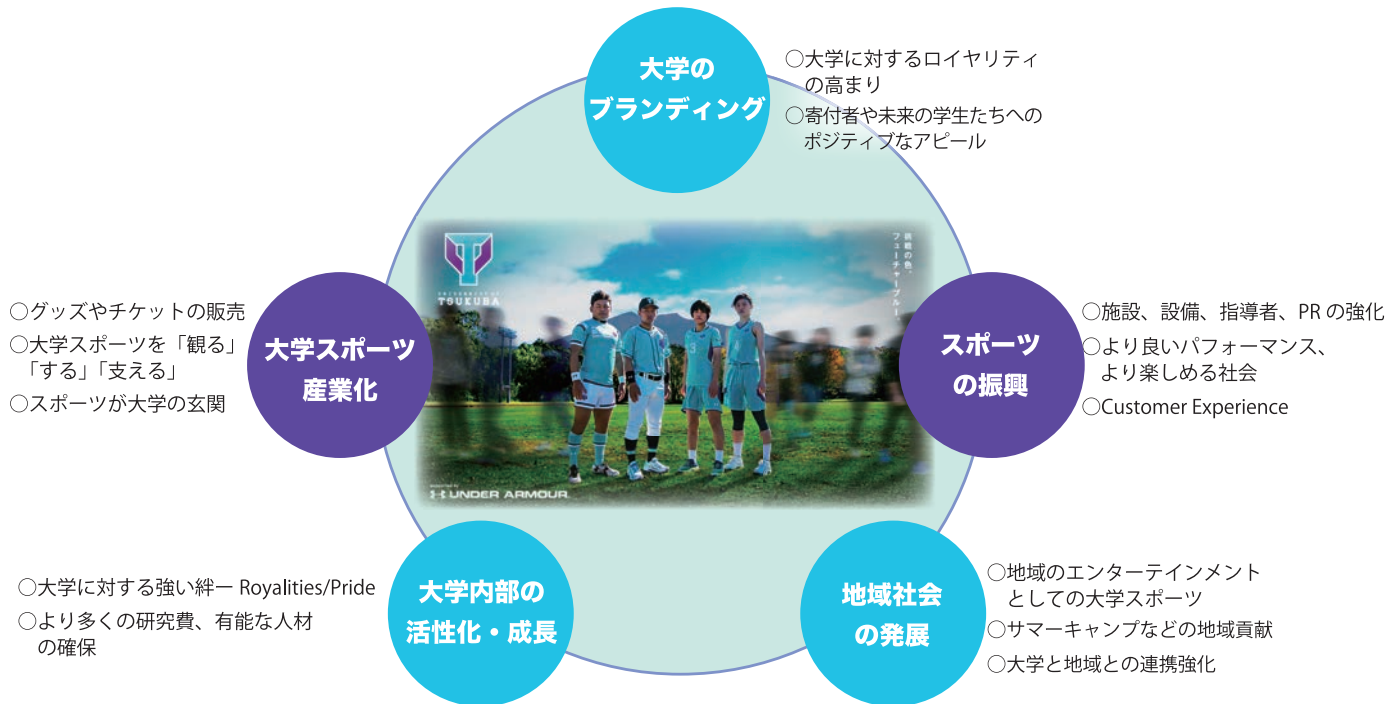 大学の
ブランディング
○大学に対するロイヤリティ
の高まり
○寄付者や未来の学生たちへの
ポジティブなアピール
UNIVERSITY OF
TSUKUBA
挑戦の色、
フューチャーブルー
POWERED BY
UNDER ARMOUR
○グッズやチケットの販売
○大学スポーツを「観る」
「する」「支える」
○スポーツが大学の玄関
大学スポーツ
産業化
スポーツ
の振興
○施設、設備、指導者、PR の強化
○より良いパフォーマンス、
より楽しめる社会
○Customer Experience
○大学に対する強い絆ー Royalities/Pride
○より多くの研究費、有能な人材
の確保
大学内部の
活性化・成長
地域社会
の発展
○地域のエンターテインメント
としての大学スポーツ
○サマーキャンプなどの地域貢献
○大学と地域との連携強化